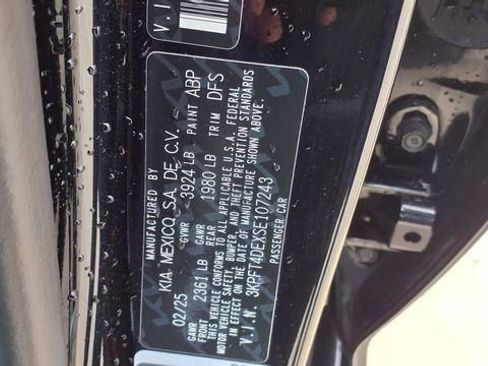 V.I.N
MANUFACTURED BY
KIA MEXICO, S.A. DE C.V.
02/25 GVWR 3924 LB PAINT ABP
GAWR FRONT 2361 LB GAWR REAR 1980 LB TRIM DFS
THIS VEHICLE CONFORMS TO ALL APPLICABLE U.S.A. FEDERAL
MOTOR VEHICLE SAFETY, BUMPER, AND THEFT PREVENTION STANDARDS
IN EFFECT ON THE DATE OF MANUFACTURE SHOWN ABOVE.
V.I.N. 3KPFT4DEXSE107243
PASSENGER CAR